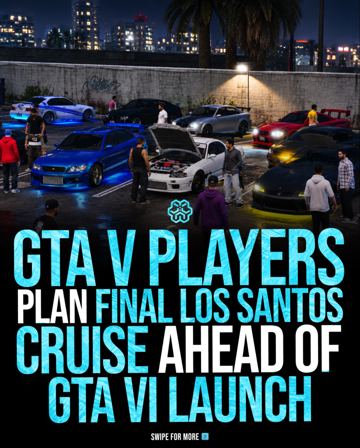 GTA V PLAYERS
PLAN FINAL LOS SANTOS
CRUISE AHEAD OF
GTA VI LAUNCH
SWIPE FOR MORE